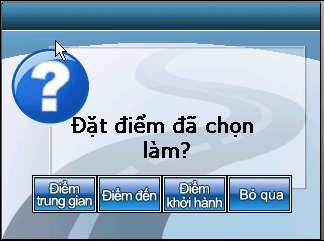 Đặt điểm đã chọn
làm?
Điểm
trung gian
Điểm đến
Điểm
khởi hành
Bỏ qua